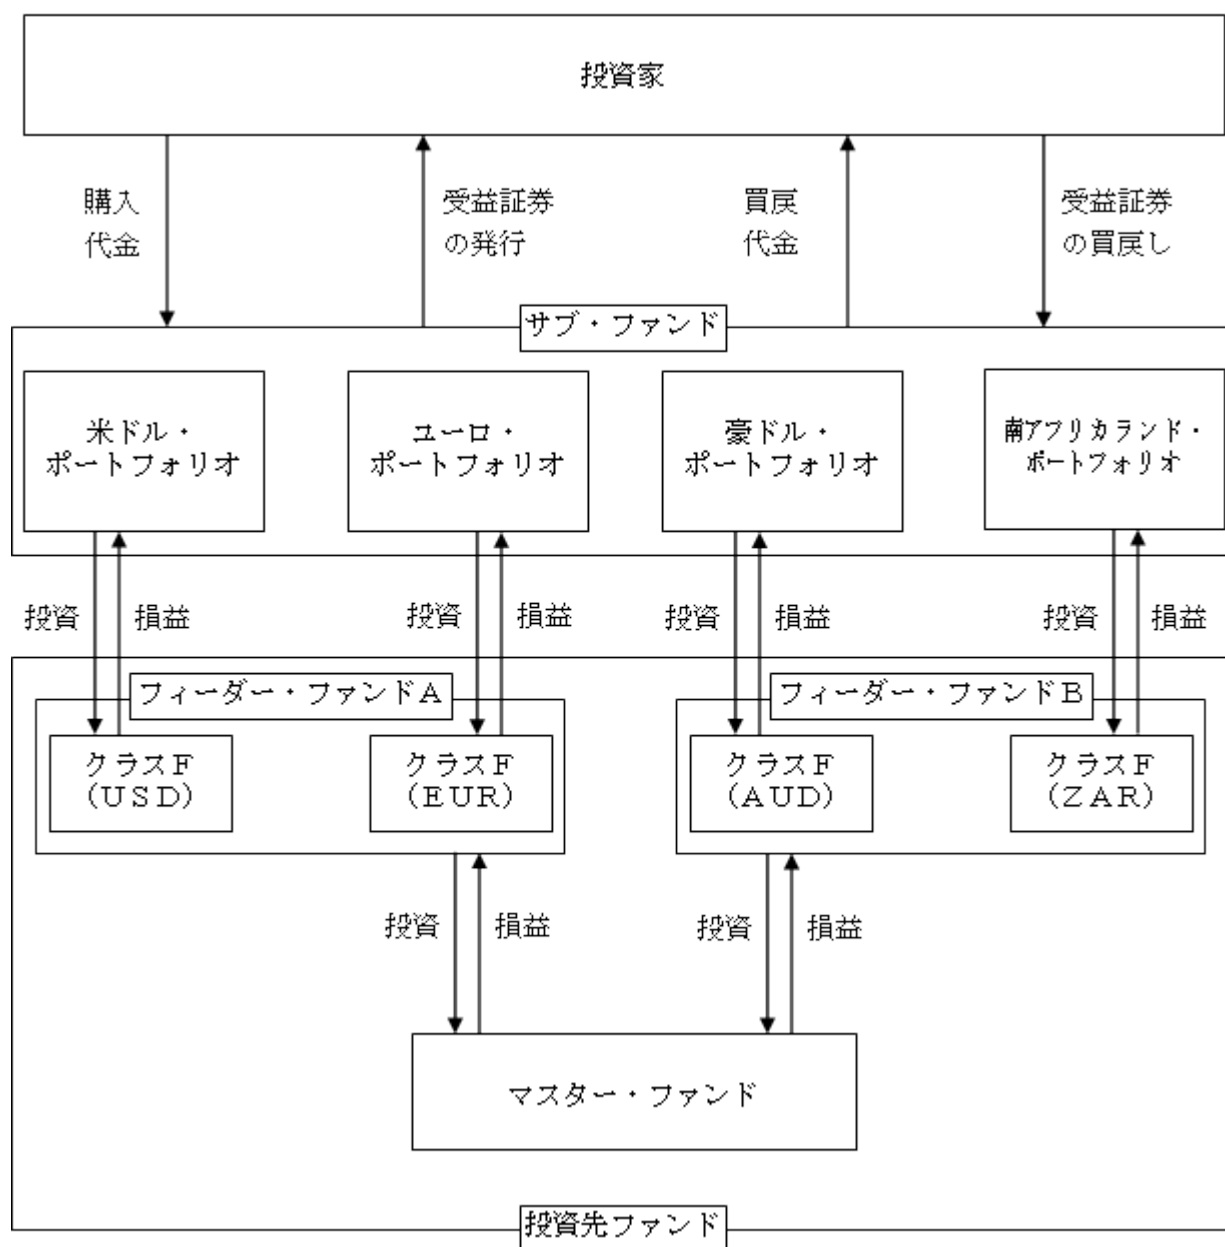 投資家
購入
代金
受益証券
の発行
買戻
代金
受益証券
の買戻し
サブ・ファンド
米ドル・
ポートフォリオ
ユーロ・
ポートフォリオ
豪ドル・
ポートフォリオ
南アフリカランド・
ポートフォリオ
投資
損益
投資
損益
投資
損益
投資
損益
フィーダー・ファンドA
フィーダー・ファンドB
クラスF
(USD)
クラスF
(EUR)
クラスF
(AUD)
クラスF
(ZAR)
投資
損益
投資
損益
マスター・ファンド
投資先ファンド